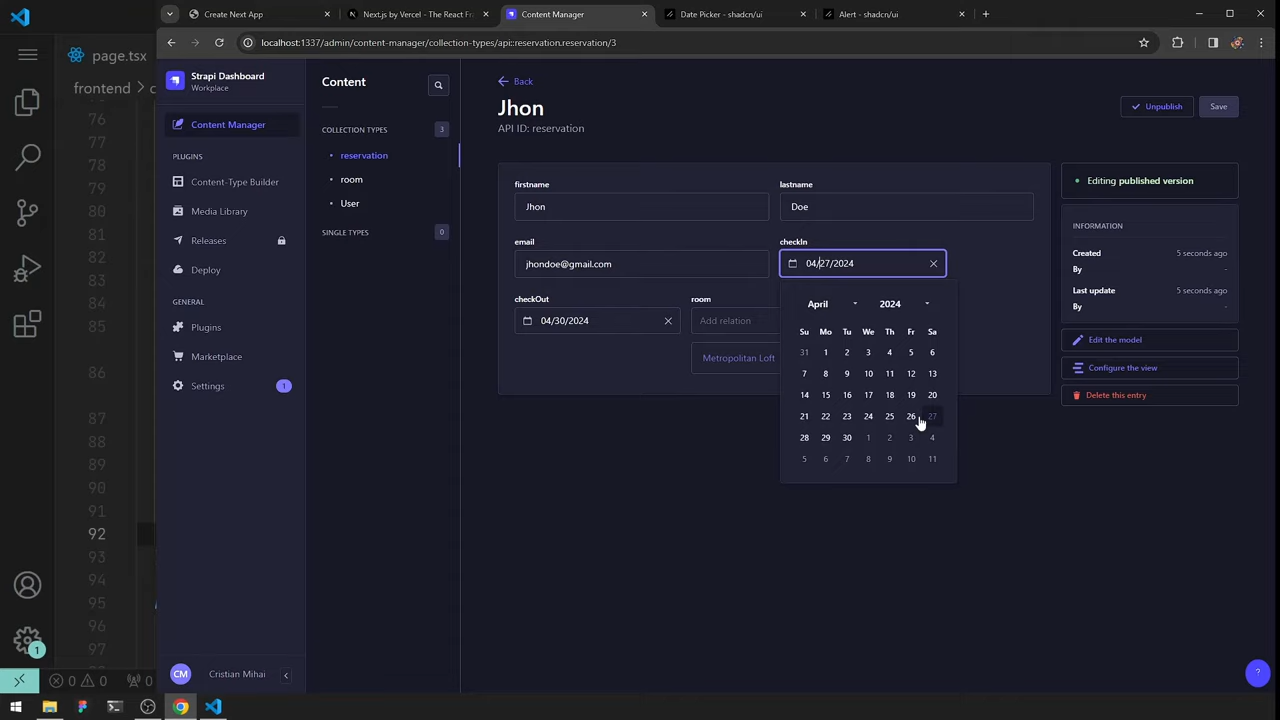 Create Next App
Next.js by Vercel - The React Fr
Content Manager
Date Picker - shadcn/ui
Alert - shadcn/ui
localhost:1337/admin/content-manager/collection-types/api::reservation.reservation/3
page.tsx
frontend
76
77
78
79
80
81
82
83
84
85
86
87
88
89
90
91
92
93
94
95
96
97
0
0
0
1
Strapi Dashboard
Workplace
Content Manager
PLUGINS
Content-Type Builder
Media Library
Releases
Deploy
GENERAL
Plugins
Marketplace
Settings
1
CM
Cristian Mihai
Content
COLLECTION TYPES
3
reservation
room
User
SINGLE TYPES
0
Back
Jhon
API ID: reservation
Unpublish
Save
firstname
Jhon
lastname
Doe
email
jhondoe@gmail.com
checkIn
04/27/2024
checkOut
04/30/2024
room
Add relation
Metropolitan Loft
April 2024
Su Mo Tu We Th Fr Sa
31 1 2 3 4 5 6
7 8 9 10 11 12 13
14 15 16 17 18 19 20
21 22 23 24 25 26 27
28 29 30 1 2 3 4
5 6 7 8 9 10 11
Editing published version
INFORMATION
Created
5 seconds ago
By
-
Last update
5 seconds ago
By
-
Edit the model
Configure the view
Delete this entry
?